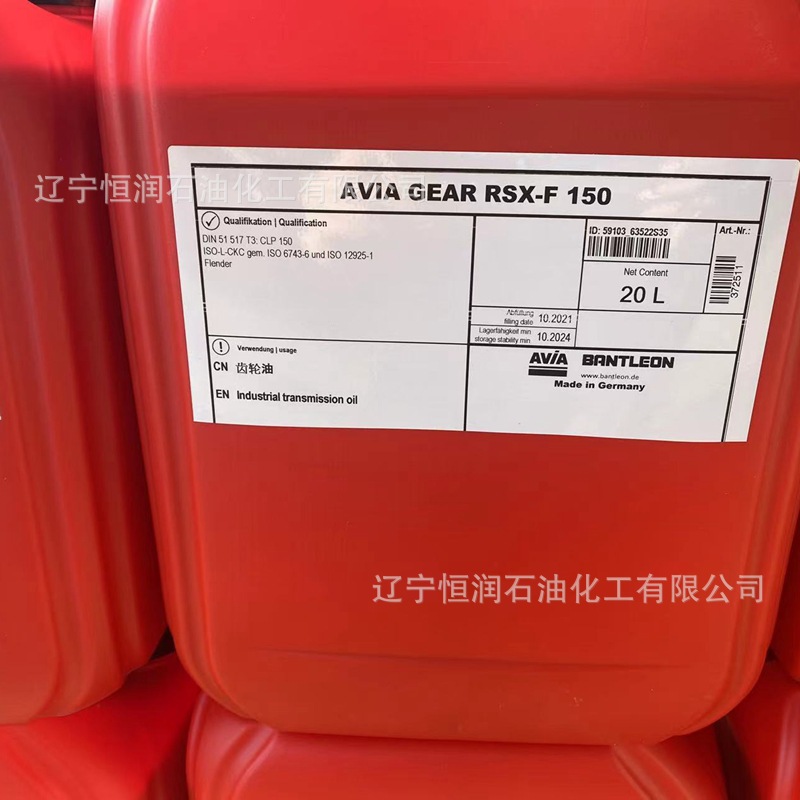 辽宁恒润石油化工有限公司
AVIA GEAR RSX-F 150
Qualifikation | Qualification
DIN 51 517 T3: CLP 150
ISO-L-CKC gem. ISO 6743-6 und ISO 12925-1
Flender
ID: 59103 63522S35
Art.-Nr.:
372511
Net Content
20 L
Abfüllung
filling date 10.2021
Lagerfähigkeit min
storage stability min 10.2024
Verwendung | usage
CN 齿轮油
EN Industrial transmission oil
AVIA BANTLEON
www.bantleon.de
Made in Germany
辽宁恒润石油化工有限公司